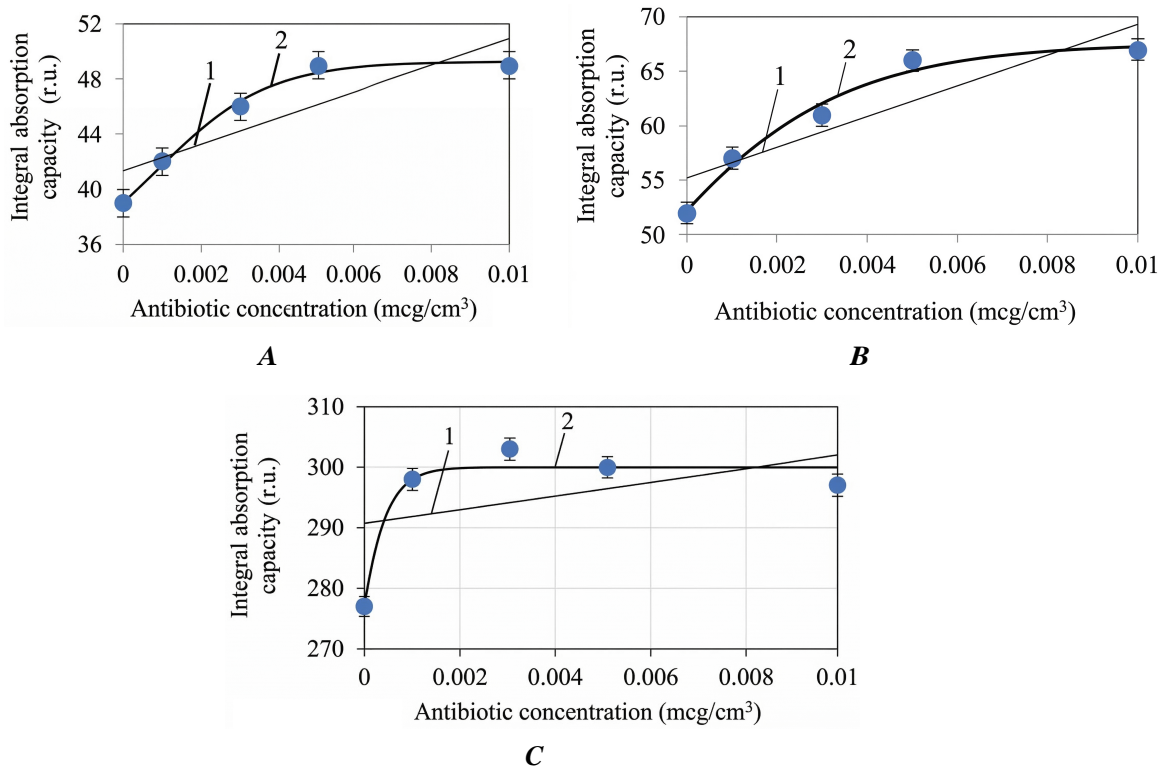 52
48
44
40
36
Integral absorption
capacity (r.u.)
1
2
0 0.002 0.004 0.006 0.008 0.01
Antibiotic concentration (mcg/cm³)
A
70
65
60
55
50
Integral absorption
capacity (r.u.)
1
2
0 0.002 0.004 0.006 0.008 0.01
Antibiotic concentration (mcg/cm³)
B
310
300
290
280
270
Integral absorption
capacity (r.u.)
1
2
0 0.002 0.004 0.006 0.008 0.01
Antibiotic concentration (mcg/cm³)
C